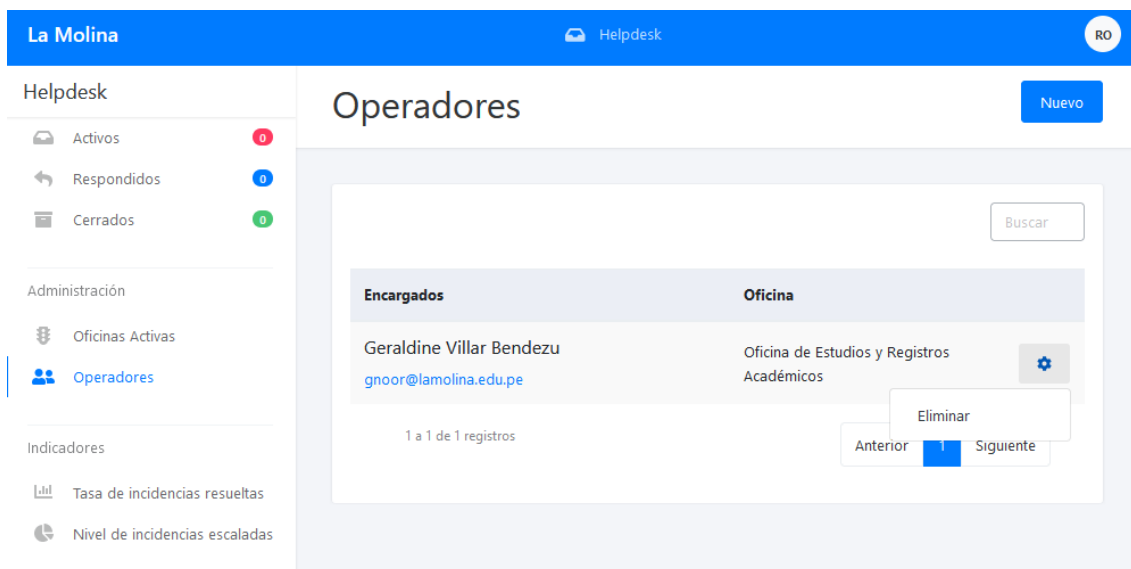 La Molina
Helpdesk
RO
Helpdesk
Activos 0
Respondidos 0
Cerrados 0
Administración
Oficinas Activas
Operadores
Indicadores
Tasa de incidencias resueltas
Nivel de incidencias escaladas
Operadores
Nuevo
Buscar
Encargados Oficina
Geraldine Villar Bendezu
gnoor@lamolina.edu.pe
Oficina de Estudios y Registros
Académicos
Eliminar
1 a 1 de 1 registros
Anterior 1 Siguiente